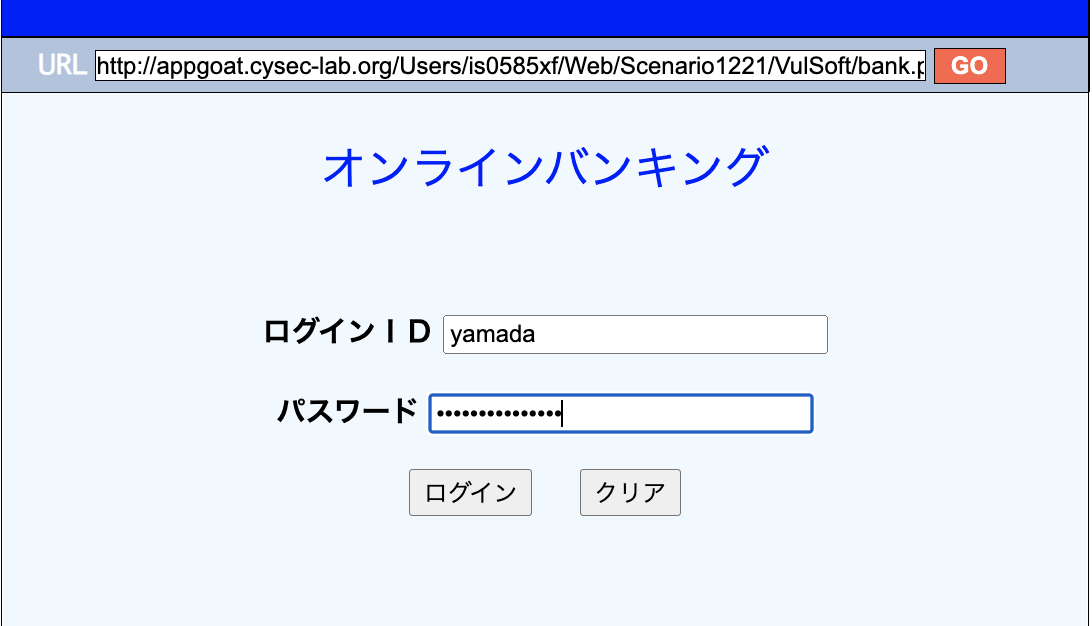 URL http://appgoat.cysec-lab.org/Users/is0585xf/Web/Scenario1221/VulSoft/bank.p GO
オンラインバンキング
ログインＩＤ yamada
パスワード •••••••••••••••
ログイン クリア